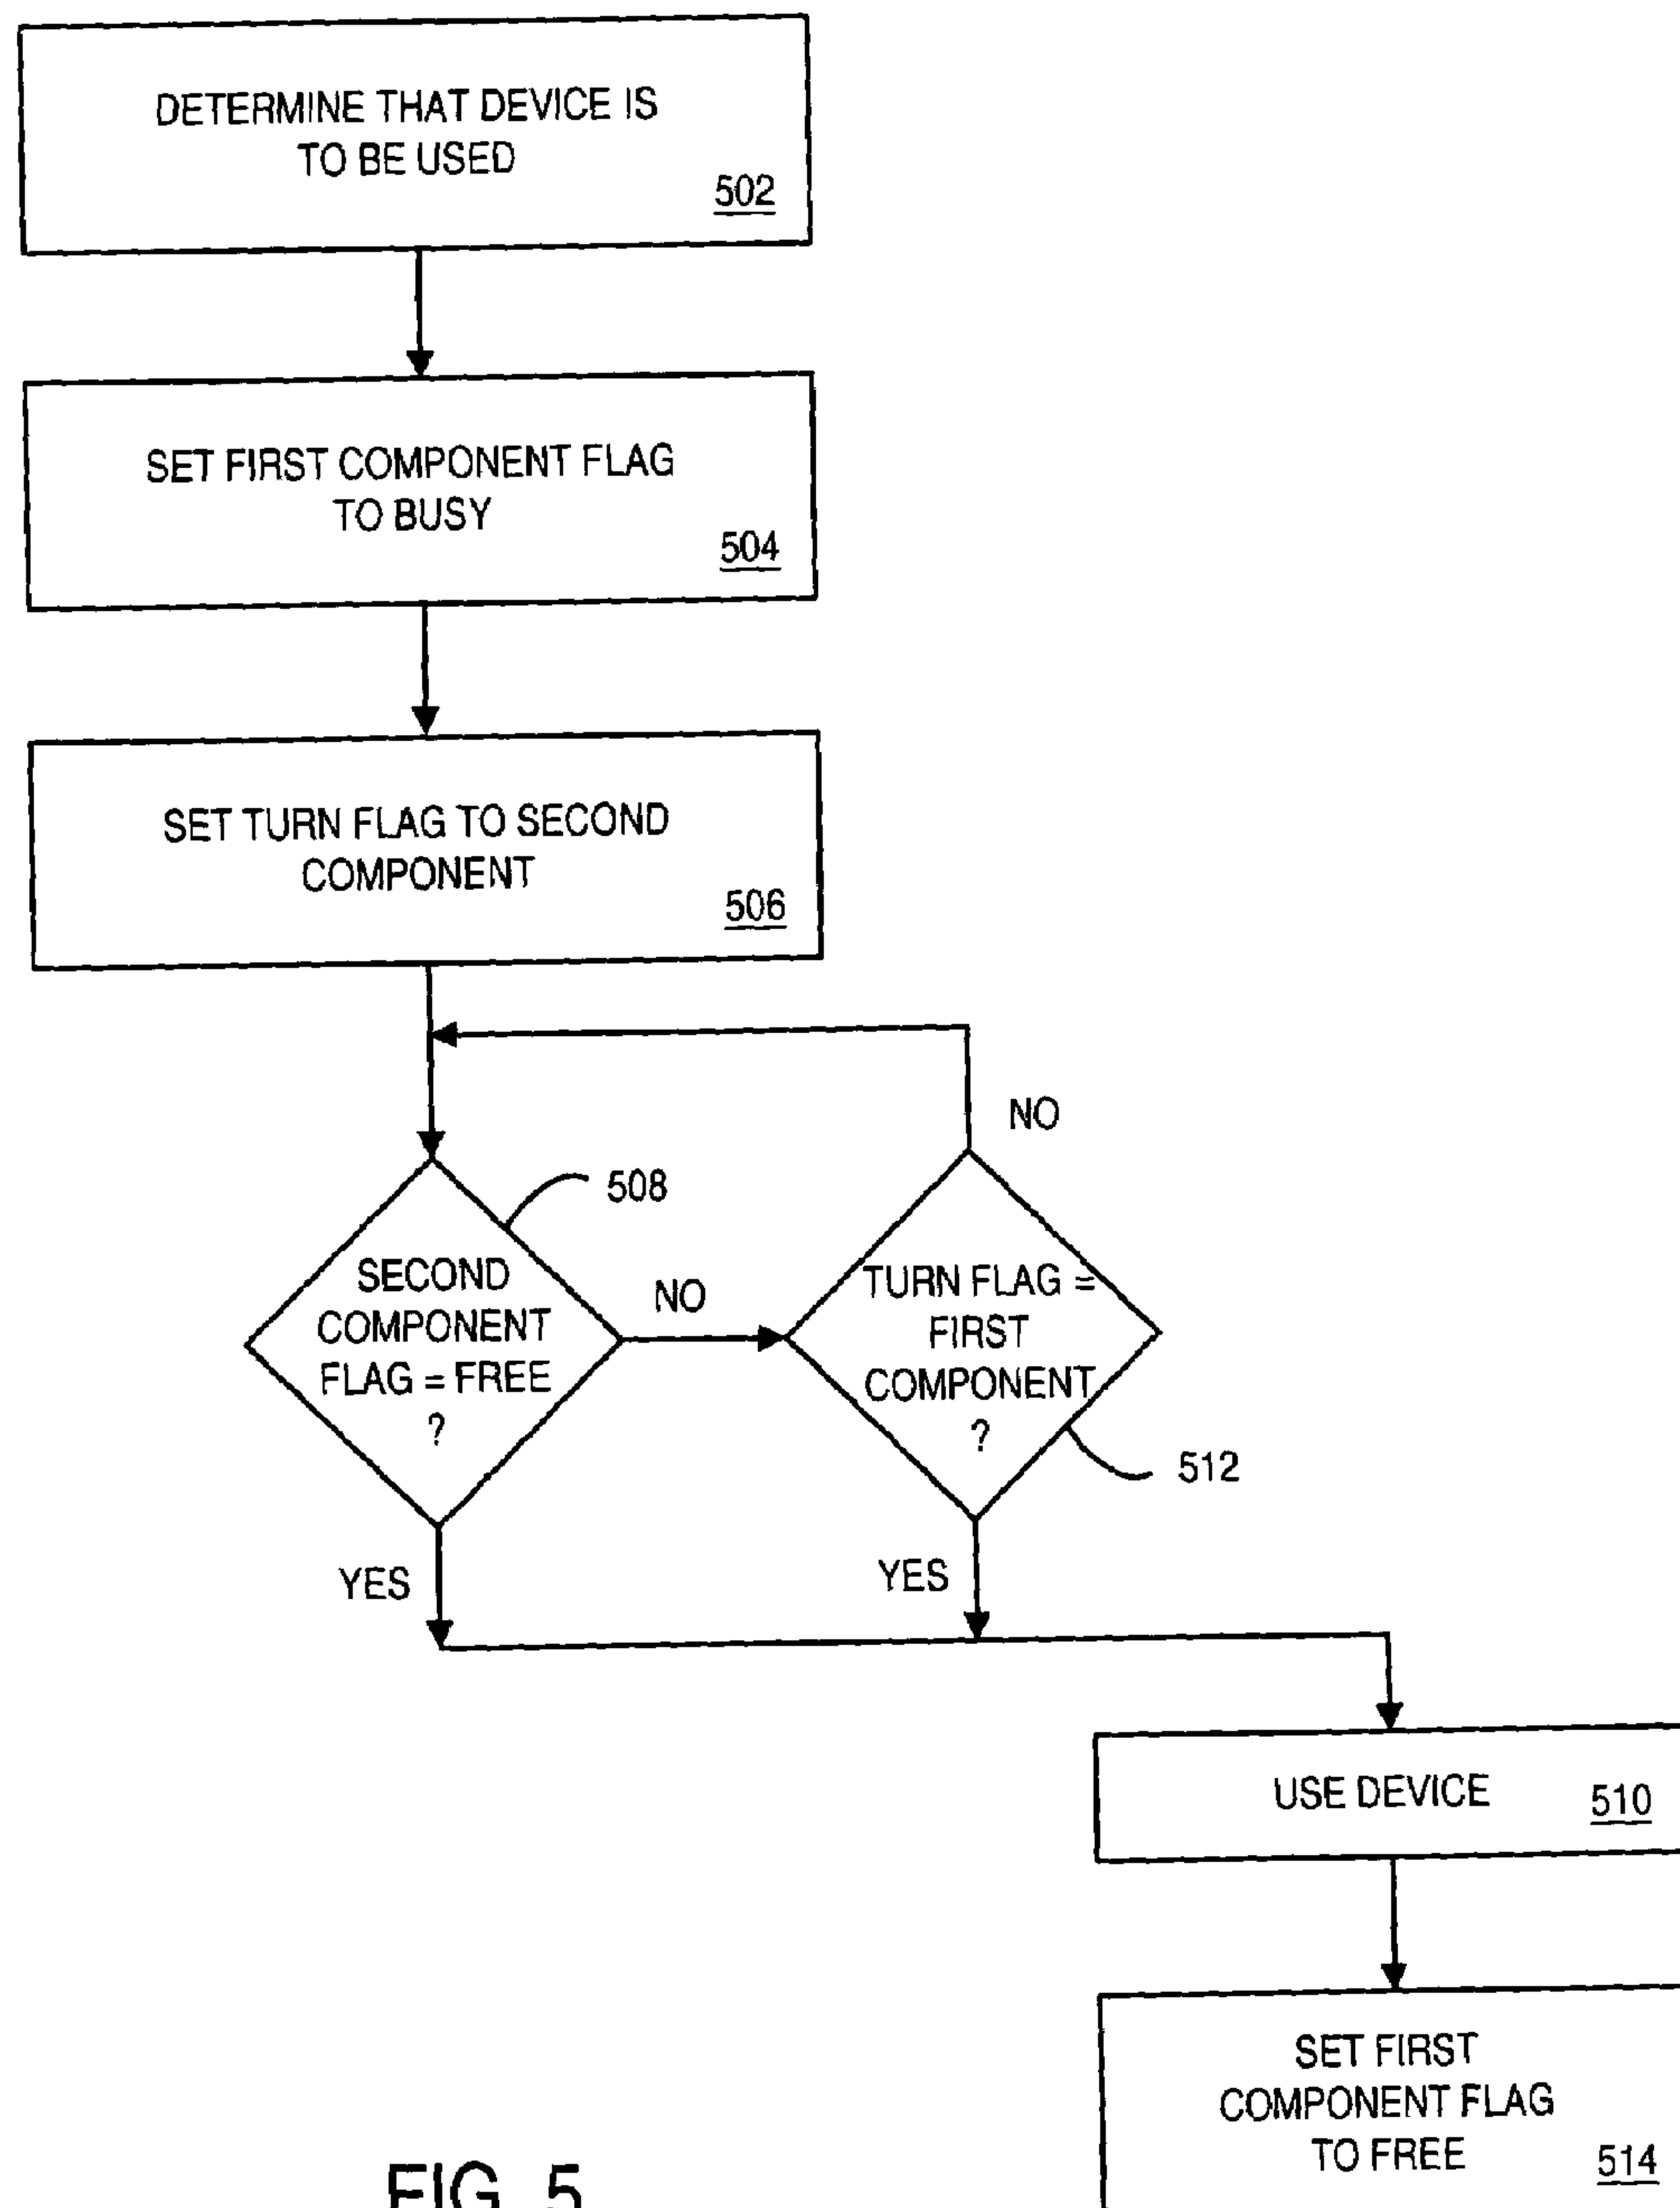 DETERMINE THAT DEVICE IS
TO BE USED
502
SET FIRST COMPONENT FLAG
TO BUSY
504
SET TURN FLAG TO SECOND
COMPONENT
506
NO
508
SECOND
COMPONENT
FLAG = FREE
?
NO
TURN FLAG =
FIRST
COMPONENT
?
512
YES
YES
USE DEVICE
510
SET FIRST
COMPONENT FLAG
TO FREE
514
FIG. 5